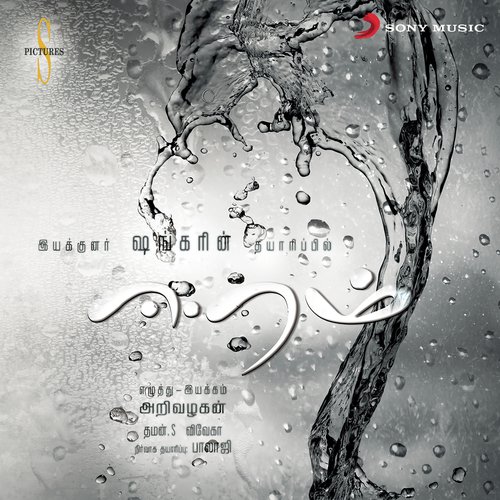 S
PICTURES
SONY MUSIC
இயக்குனர் ஷங்கரின் தயாரிப்பில்
ஈரம்
எழுத்து - இயக்கம்
அறிவழகன்
தமன்.S விவேகா
நிர்வாக தயாரிப்பு: பாலாஜி